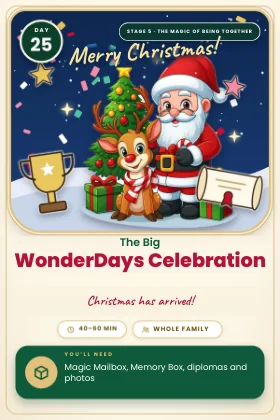 DAY
25
STAGE 5 · THE MAGIC OF BEING TOGETHER
Merry Christmas!
The Big
WonderDays Celebration
Christmas has arrived!
40–60 MIN
WHOLE FAMILY
YOU'LL NEED
Magic Mailbox, Memory Box, diplomas and
photos